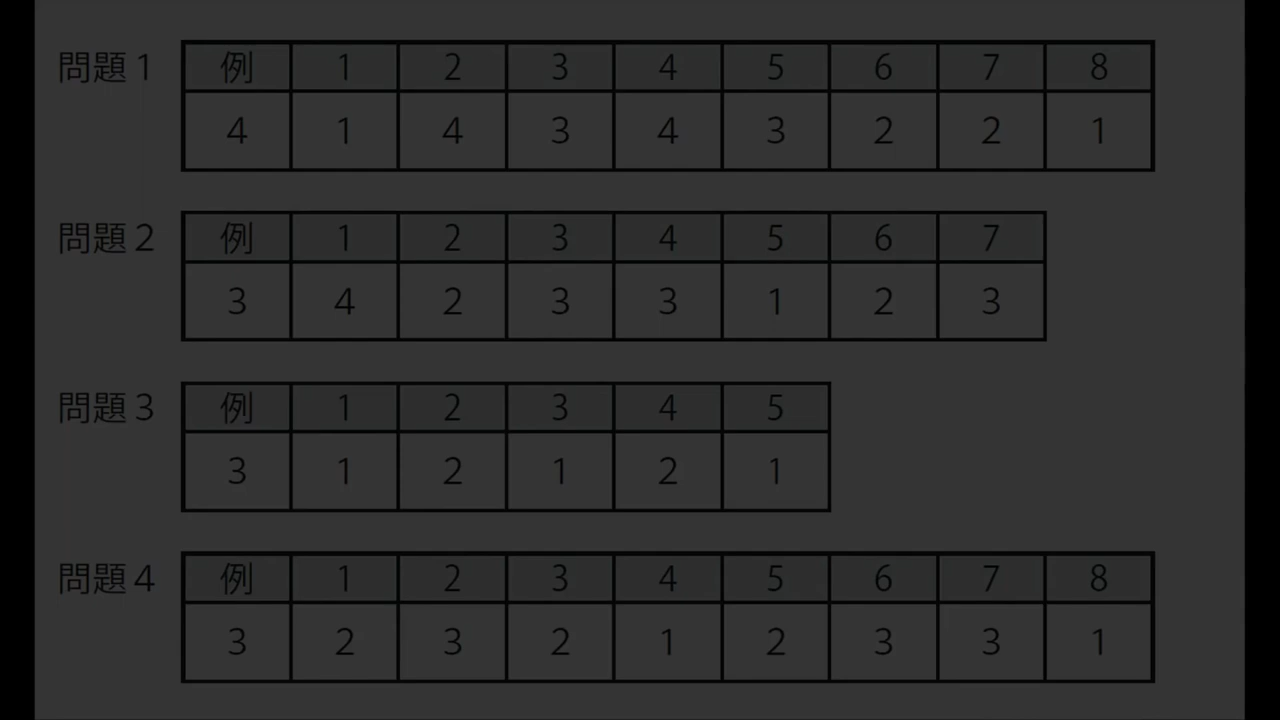 問題1 例 1 2 3 4 5 6 7 8
4 1 4 3 4 3 2 2 1
問題2 例 1 2 3 4 5 6 7
3 4 2 3 3 1 2 3
問題3 例 1 2 3 4 5
3 1 2 1 2 1
問題4 例 1 2 3 4 5 6 7 8
3 2 3 2 1 2 3 3 1